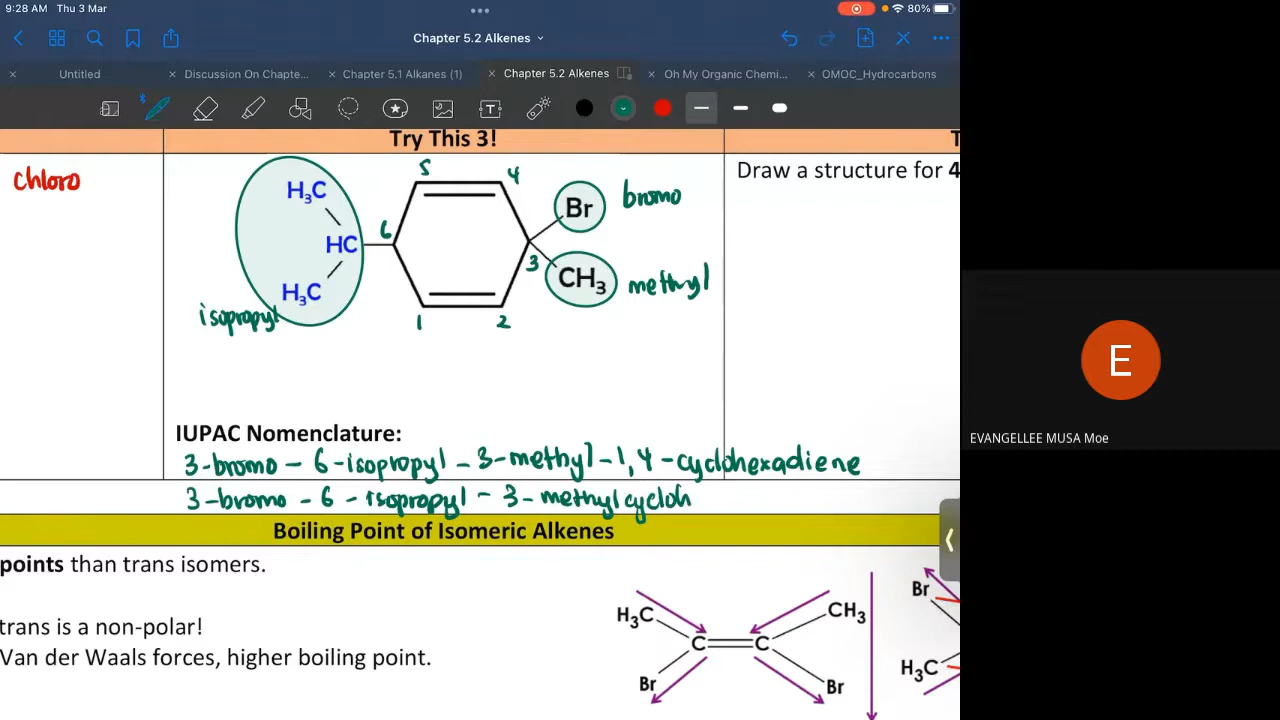 9:28 AM Thu 3 Mar
80%
Chapter 5.2 Alkenes
Untitled
Discussion On Chapte...
Chapter 5.1 Alkanes (1)
Chapter 5.2 Alkenes
Oh My Organic Chemi...
OMOC_Hydrocarbons
Try This 3!
T
chloro
H₃C
HC
H₃C
isopropyl
5
4
6
3
1
2
Br
bromo
CH₃
methyl
Draw a structure for 4
IUPAC Nomenclature:
3-bromo - 6-isopropyl - 3-methyl - 1,4 - cyclohexadiene
3-bromo - 6 - isopropyl - 3 - methylcycloh
Boiling Point of Isomeric Alkenes
points than trans isomers.
trans is a non-polar!
Van der Waals forces, higher boiling point.
H₃C
CH₃
C
C
Br
Br
Br
H₃C
E
EVANGELLEE MUSA Moe